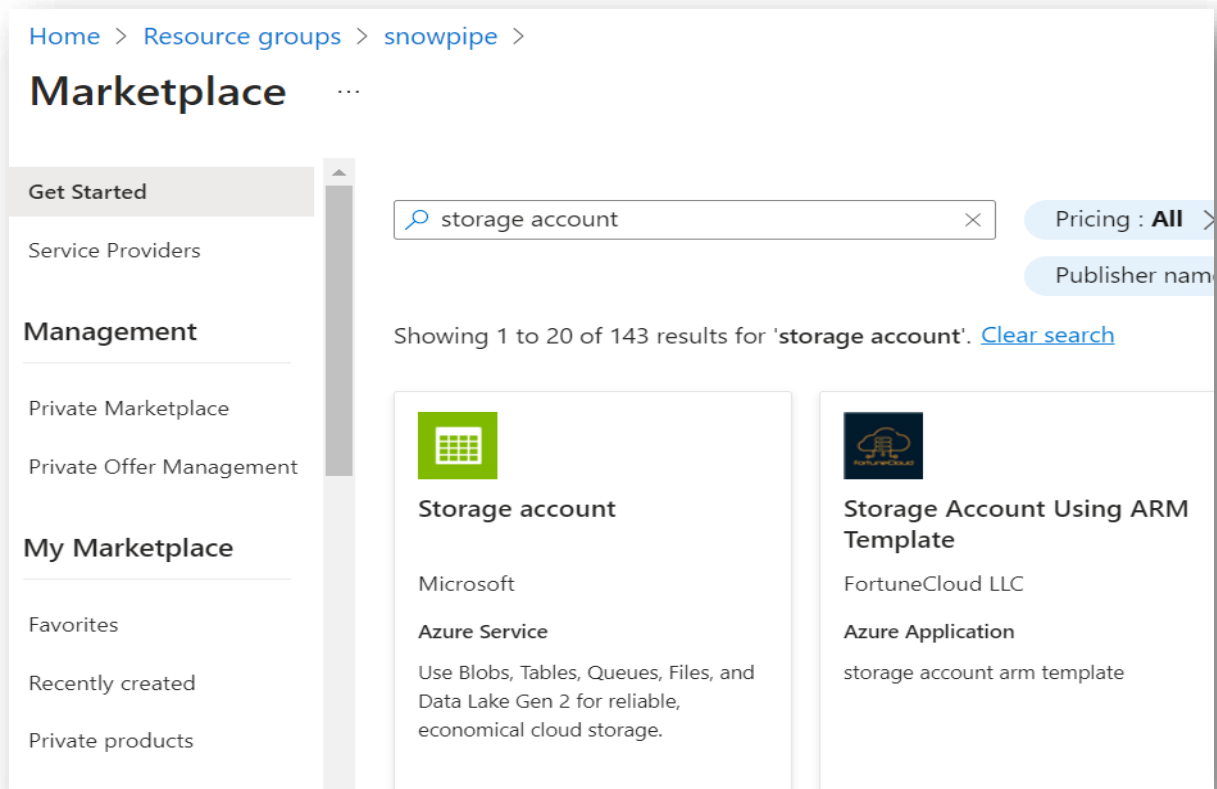 Home > Resource groups > snowpipe >
Marketplace ...
Get Started
Service Providers
Management
Private Marketplace
Private Offer Management
My Marketplace
Favorites
Recently created
Private products
storage account
Pricing : All
Publisher nam
Showing 1 to 20 of 143 results for 'storage account'. Clear search
Storage account
Microsoft
Azure Service
Use Blobs, Tables, Queues, Files, and
Data Lake Gen 2 for reliable,
economical cloud storage.
FortuneCloud
Storage Account Using ARM
Template
FortuneCloud LLC
Azure Application
storage account arm template